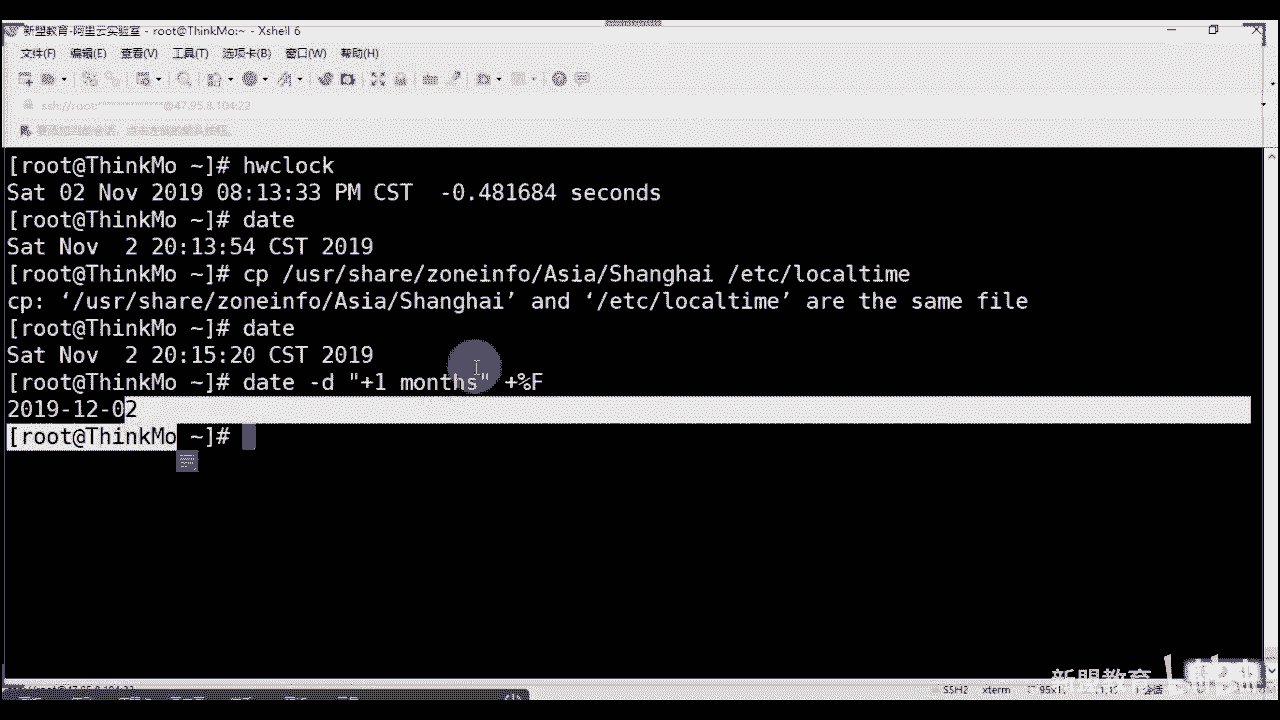 新盟教育-阿里云实验室 - root@ThinkMo:~ - Xshell 6
文件(F) 编辑(E) 查看(V) 工具(T) 选项卡(B) 窗口(W) 帮助(H)
ssh://root:***************@47.95.8.104:22
[root@ThinkMo ~]# hwclock
Sat 02 Nov 2019 08:13:33 PM CST  -0.481684 seconds
[root@ThinkMo ~]# date
Sat Nov  2 20:13:54 CST 2019
[root@ThinkMo ~]# cp /usr/share/zoneinfo/Asia/Shanghai /etc/localtime
cp: ‘/usr/share/zoneinfo/Asia/Shanghai’ and ‘/etc/localtime’ are the same file
[root@ThinkMo ~]# date
Sat Nov  2 20:15:20 CST 2019
[root@ThinkMo ~]# date -d "+1 months" +%F
2019-12-02
[root@ThinkMo ~]#
新盟教育
SSH2 xterm